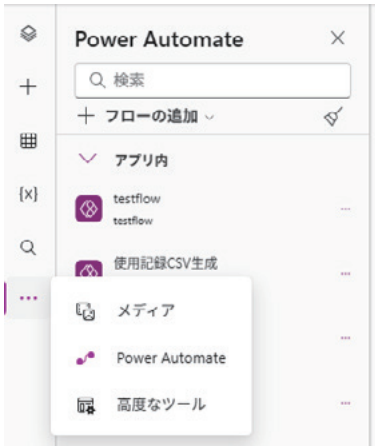 Power Automate
検索
フローの追加
アプリ内
{x}
testflow
testflow
使用記録CSV生成
メディア
Power Automate
高度なツール